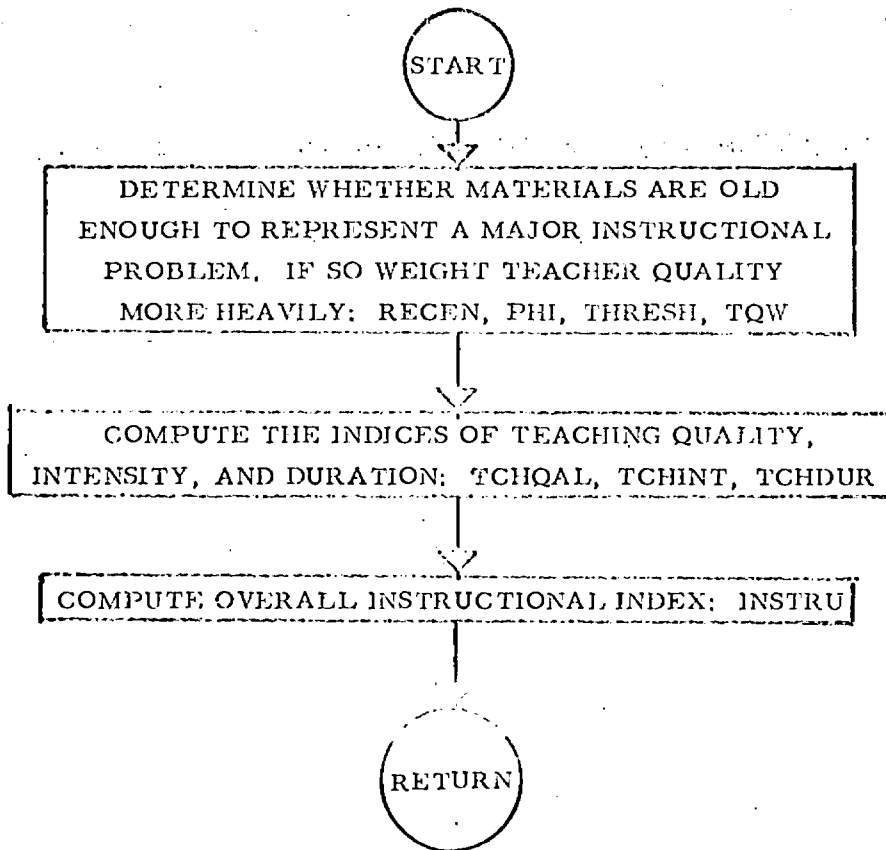 START
DETERMINE WHETHER MATERIALS ARE OLD
ENOUGH TO REPRESENT A MAJOR INSTRUCTIONAL
PROBLEM. IF SO WEIGHT TEACHER QUALITY
MORE HEAVILY: RECEN, PHI, THRESH, TQW
COMPUTE THE INDICES OF TEACHING QUALITY,
INTENSITY, AND DURATION: TCHQAL, TCHINT, TCHDUR
COMPUTE OVERALL INSTRUCTIONAL INDEX: INSTRU
RETURN